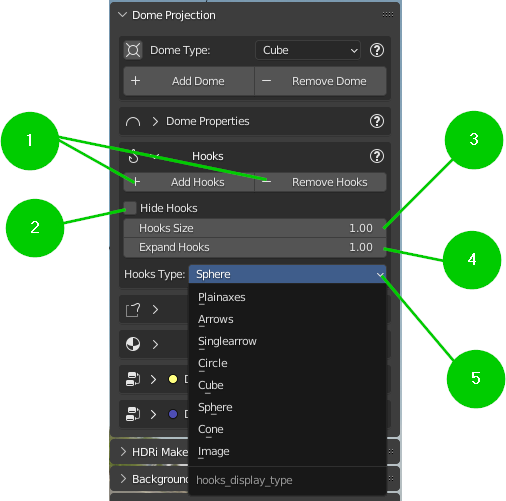 Dome Projection
Dome Type: Cube ?
+ Add Dome − Remove Dome
Dome Properties ?
Hooks ?
+ Add Hooks − Remove Hooks
Hide Hooks
Hooks Size 1.00
Expand Hooks 1.00
Hooks Type: Sphere
Plainaxes
Arrows
Singlearrow
Circle
Cube
Sphere
Cone
Image
hooks_display_type
HDRi Make
Background
1
2
3
4
5